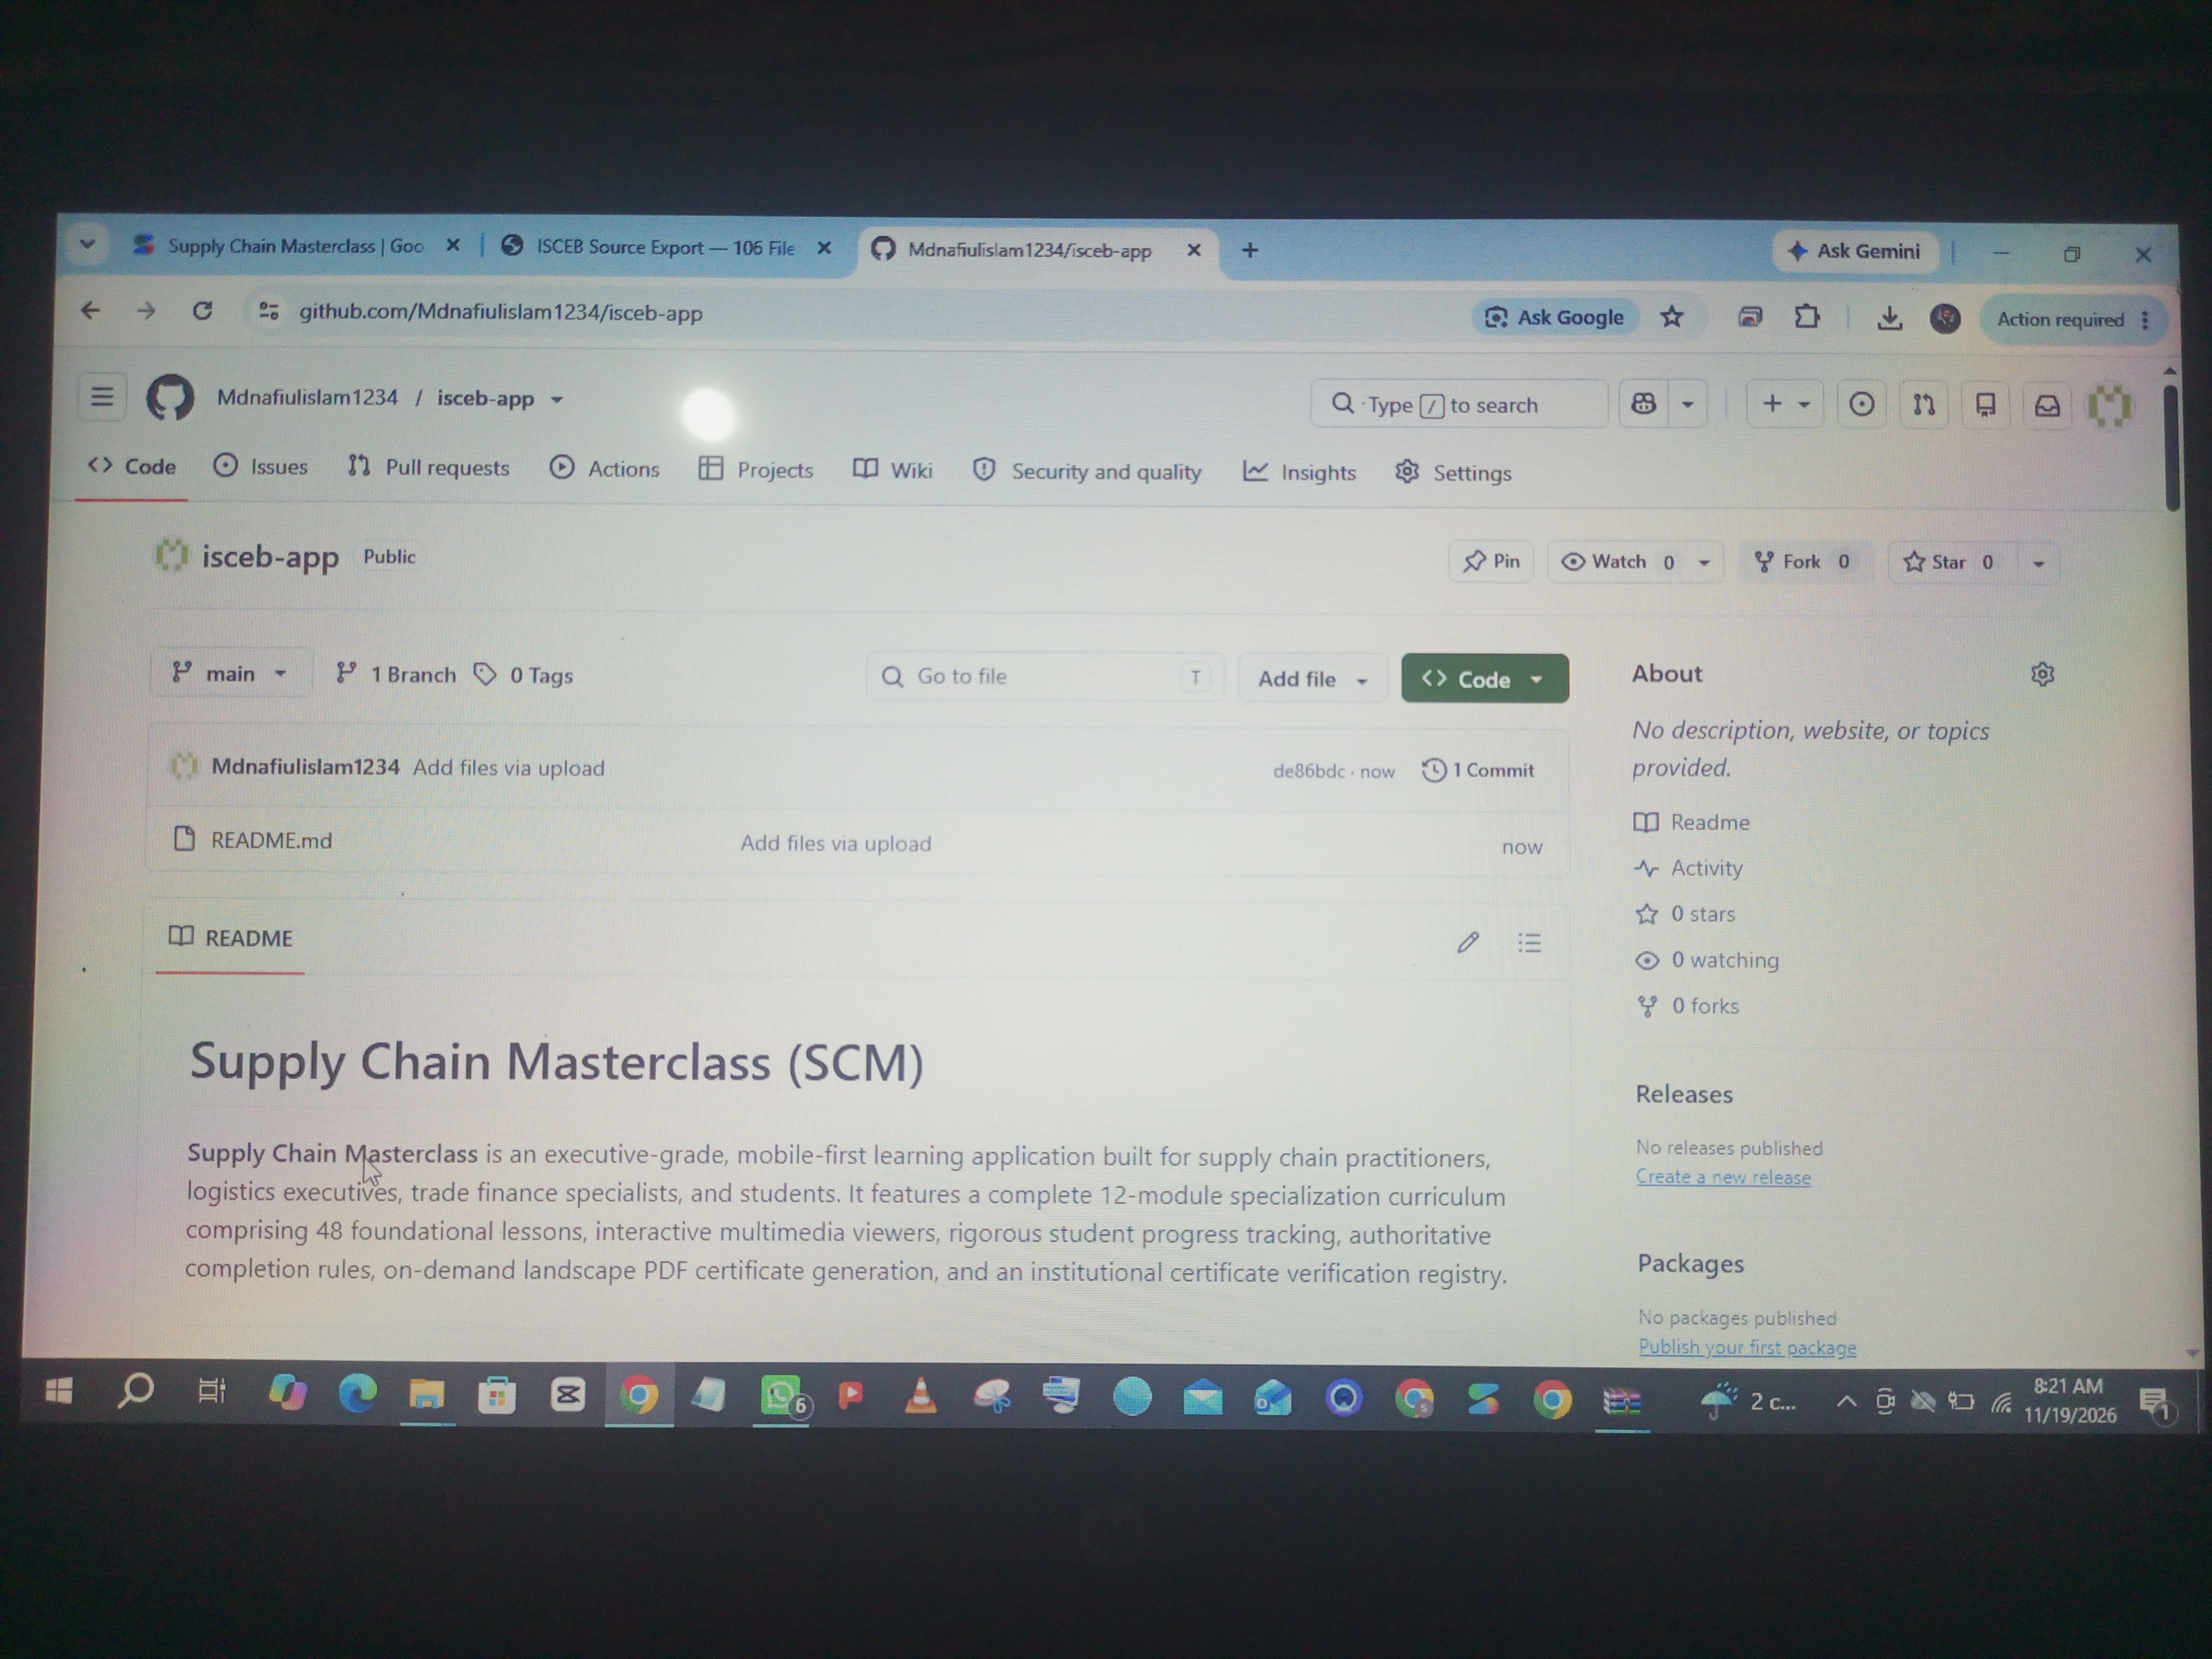 Supply Chain Masterclass | Goo
ISCEB Source Export — 106 File
Mdnafiulislam1234/isceb-app
Ask Gemini
github.com/Mdnafiulislam1234/isceb-app
Ask Google
Action required
Mdnafiulislam1234 / isceb-app
Type / to search
Code
Issues
Pull requests
Actions
Projects
Wiki
Security and quality
Insights
Settings
isceb-app Public
Pin
Watch 0
Fork 0
Star 0
main
1 Branch
0 Tags
Go to file T
Add file
Code
Mdnafiulislam1234 Add files via upload
de86bdc · now
1 Commit
README.md
Add files via upload
now
README
Supply Chain Masterclass (SCM)
Supply Chain Masterclass is an executive-grade, mobile-first learning application built for supply chain practitioners,
logistics executives, trade finance specialists, and students. It features a complete 12-module specialization curriculum
comprising 48 foundational lessons, interactive multimedia viewers, rigorous student progress tracking, authoritative
completion rules, on-demand landscape PDF certificate generation, and an institutional certificate verification registry.
About
No description, website, or topics
provided.
Readme
Activity
0 stars
0 watching
0 forks
Releases
No releases published
Create a new release
Packages
No packages published
Publish your first package
6
2 c...
8:21 AM
11/19/2026
1